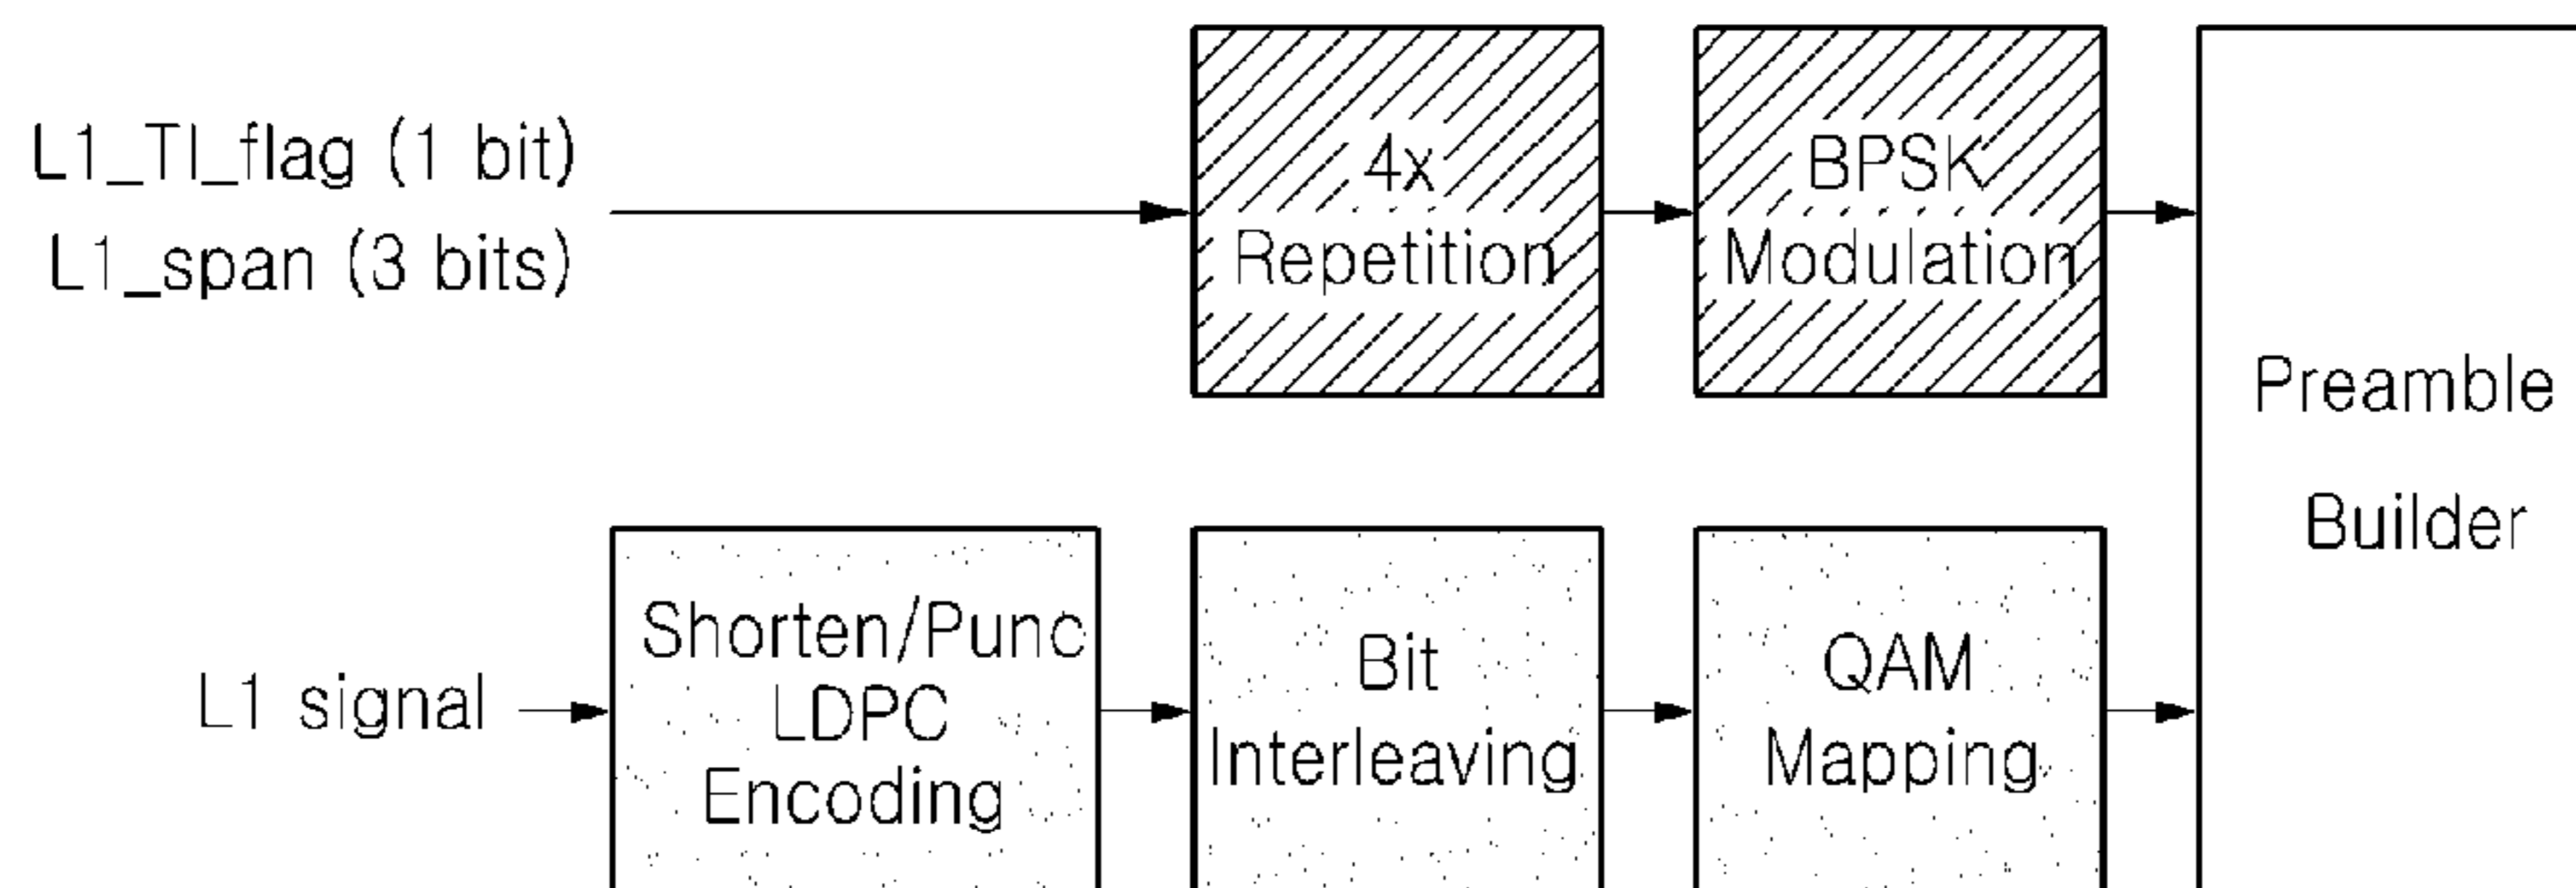 L1_TI_flag (1 bit)
L1_span (3 bits)
4x
Repetition
BPSK
Modulation
Preamble
Builder
L1 signal
Shorten/Punc
LDPC
Encoding
Bit
Interleaving
QAM
Mapping